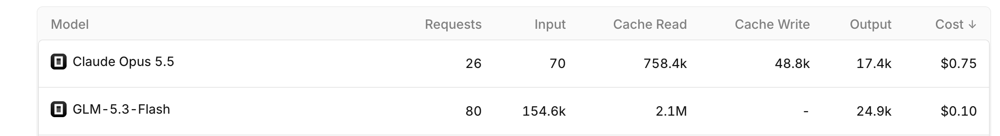 Model Requests Input Cache Read Cache Write Output Cost ↓
Claude Opus 5.5 26 70 758.4k 48.8k 17.4k $0.75
GLM-5.3-Flash 80 154.6k 2.1M - 24.9k $0.10